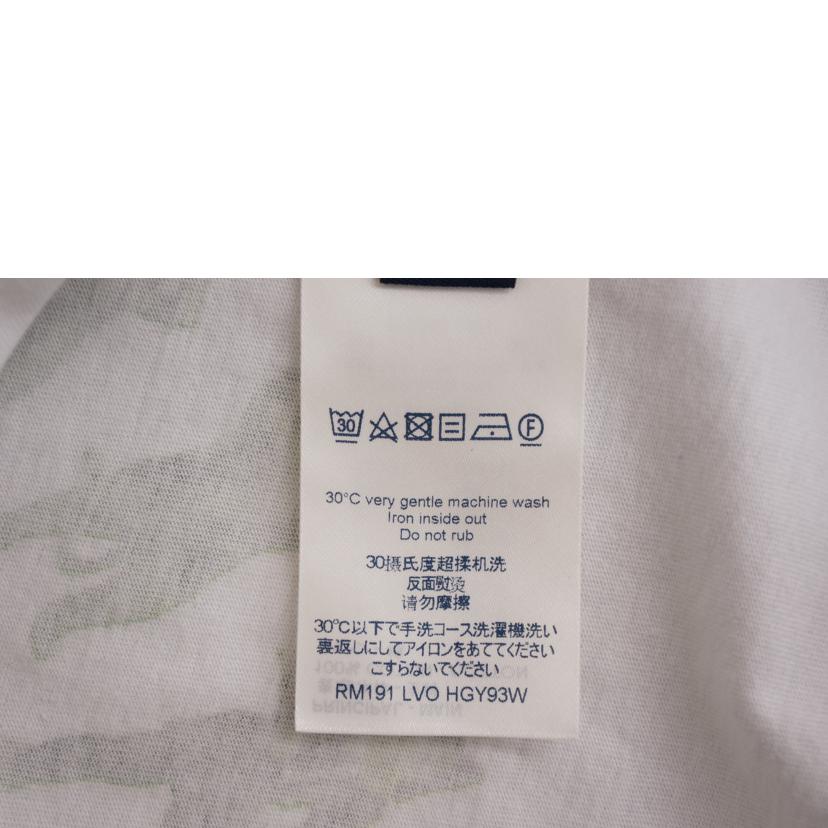 30
F
30°C very gentle machine wash
Iron inside out
Do not rub
30摄氏度超揉机洗
反面熨烫
请勿摩擦
30℃以下で手洗コース洗濯機洗い
裏返しにしてアイロンをあててください
こすらないでください
RM191 LVO HGY93W